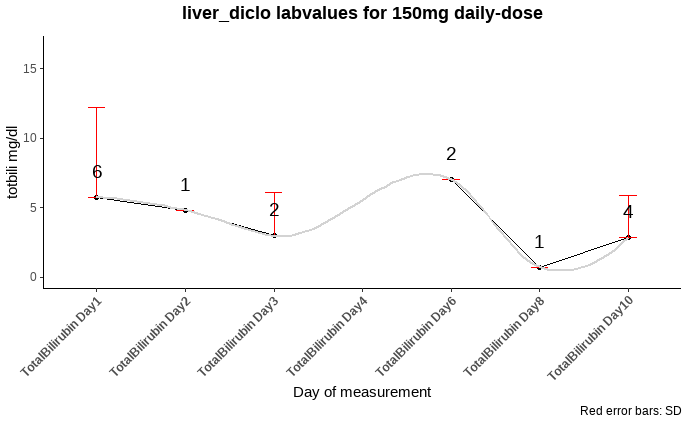 liver_diclo labvalues for 150mg daily-dose
totbili mg/dl
15
10
5
0
6
1
2
2
1
4
TotalBilirubin Day1
TotalBilirubin Day2
TotalBilirubin Day3
TotalBilirubin Day4
TotalBilirubin Day6
TotalBilirubin Day8
TotalBilirubin Day10
Day of measurement
Red error bars: SD